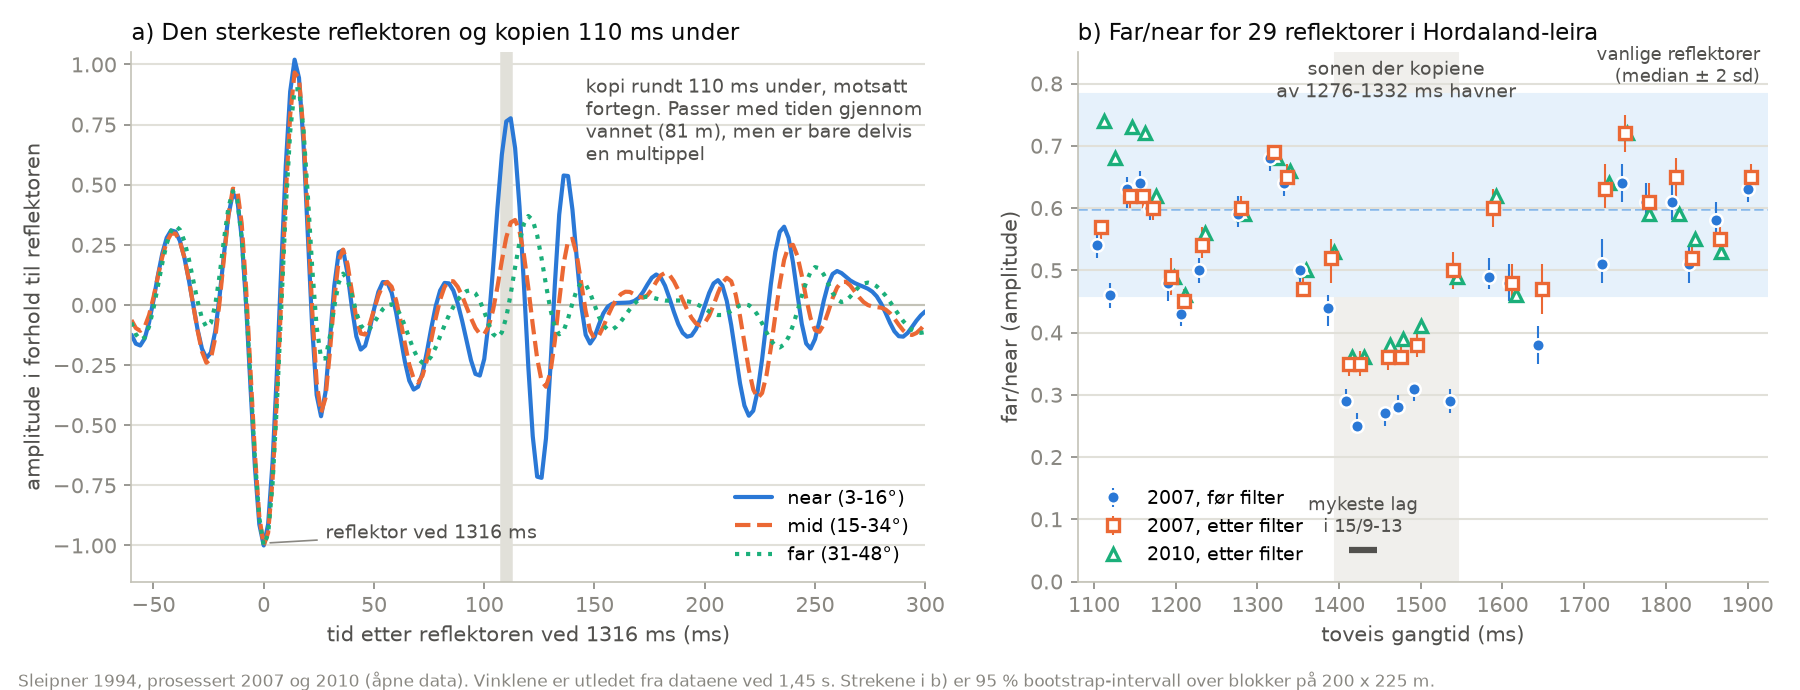 a) Den sterkeste reflektoren og kopien 110 ms under
amplitude i forhold til reflektoren
1.00
0.75
0.50
0.25
0.00
−0.25
−0.50
−0.75
−1.00
kopi rundt 110 ms under, motsatt
fortegn. Passer med tiden gjennom
vannet (81 m), men er bare delvis
en multippel
reflektor ved 1316 ms
near (3-16°)
mid (15-34°)
far (31-48°)
−50
0
50
100
150
200
250
300
tid etter reflektoren ved 1316 ms (ms)
b) Far/near for 29 reflektorer i Hordaland-leira
vanlige reflektorer
(median ± 2 sd)
sonen der kopiene
av 1276-1332 ms havner
far/near (amplitude)
0.8
0.7
0.6
0.5
0.4
0.3
0.2
0.1
0.0
2007, før filter
2007, etter filter
2010, etter filter
mykeste lag
i 15/9-13
1100
1200
1300
1400
1500
1600
1700
1800
1900
toveis gangtid (ms)
Sleipner 1994, prosessert 2007 og 2010 (åpne data). Vinklene er utledet fra dataene ved 1,45 s. Strekene i b) er 95 % bootstrap-intervall over blokker på 200 x 225 m.